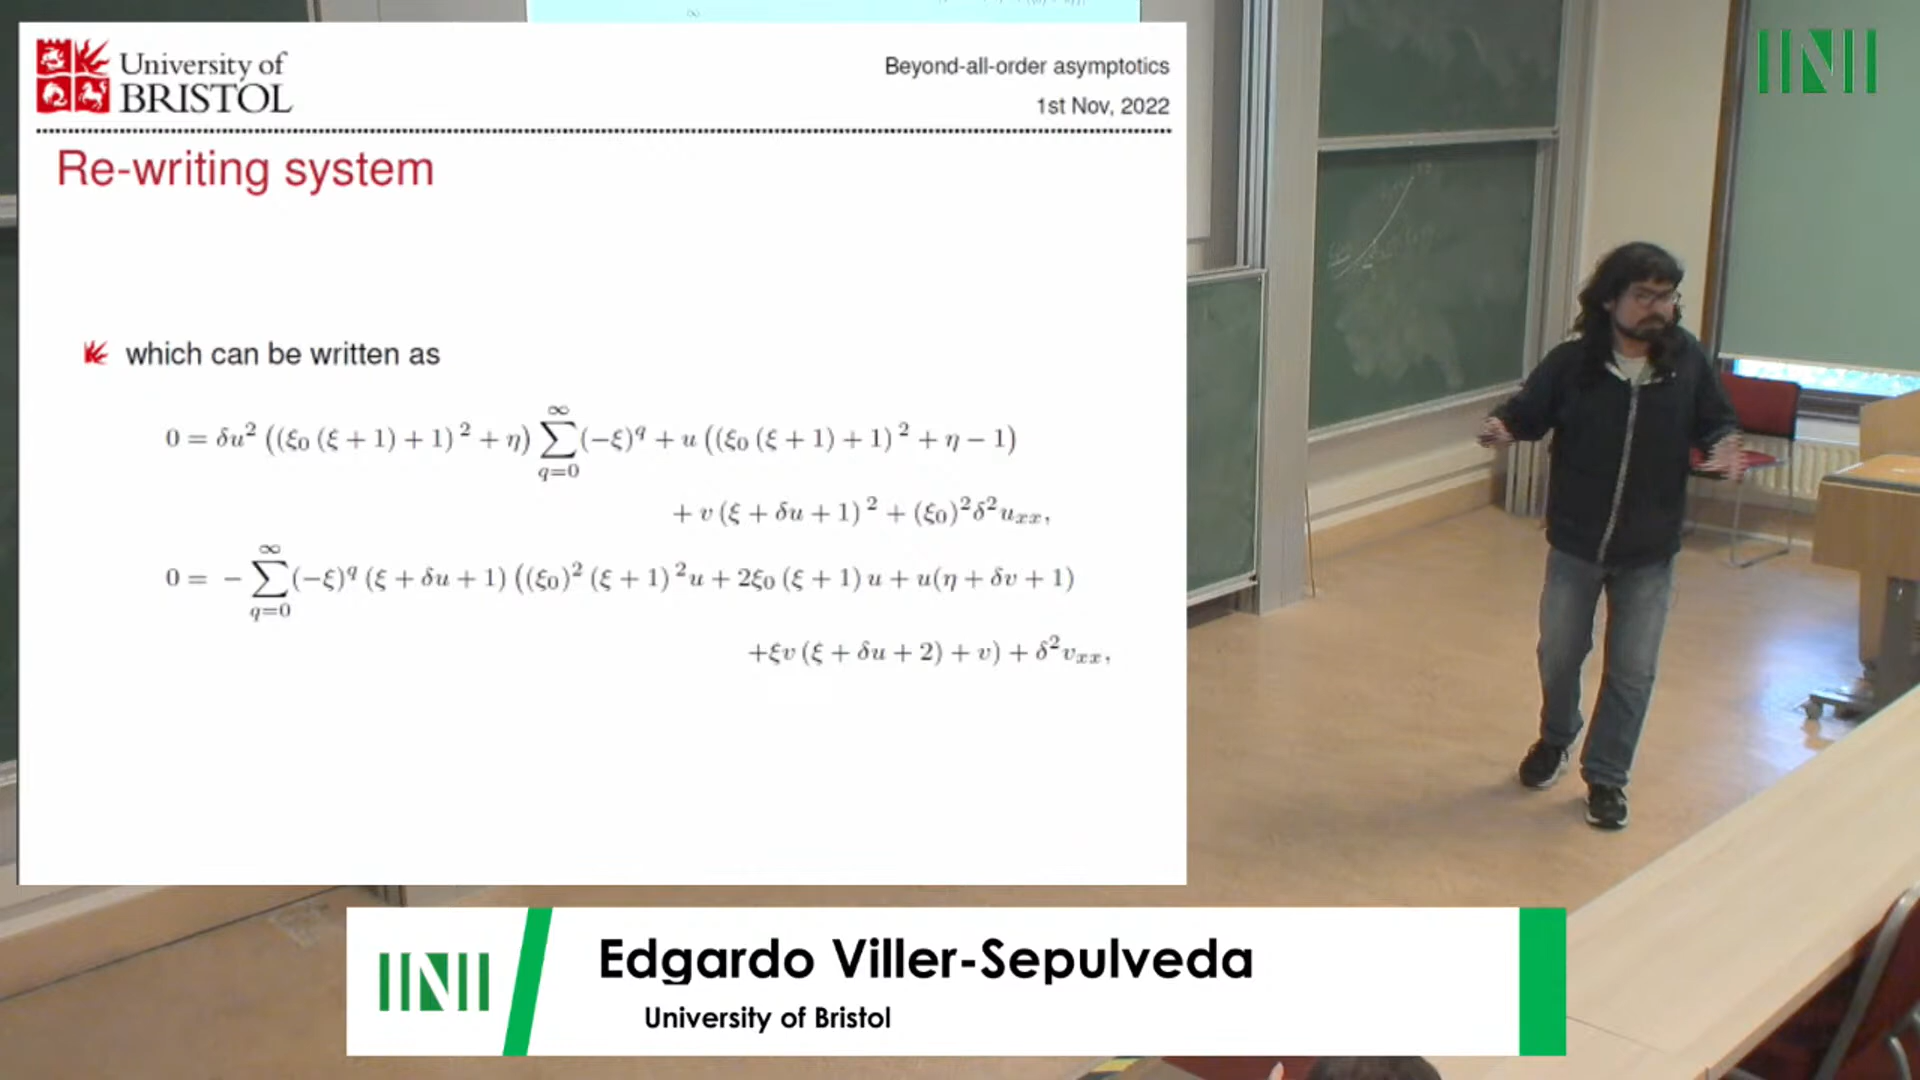 University of
BRISTOL
Beyond-all-order asymptotics
1st Nov, 2022
Re-writing system
which can be written as
0 = δu² ((ξ₀ (ξ + 1) + 1)² + η) ∑_{q=0}^{∞} (−ξ)^q + u ((ξ₀ (ξ + 1) + 1)² + η − 1)
+ v (ξ + δu + 1)² + (ξ₀)²δ²u_{xx},
0 = − ∑_{q=0}^{∞} (−ξ)^q (ξ + δu + 1) ((ξ₀)² (ξ + 1)² u + 2ξ₀ (ξ + 1) u + u(η + δv + 1)
+ξv (ξ + δu + 2) + v) + δ²v_{xx},
Edgardo Viller-Sepulveda
University of Bristol